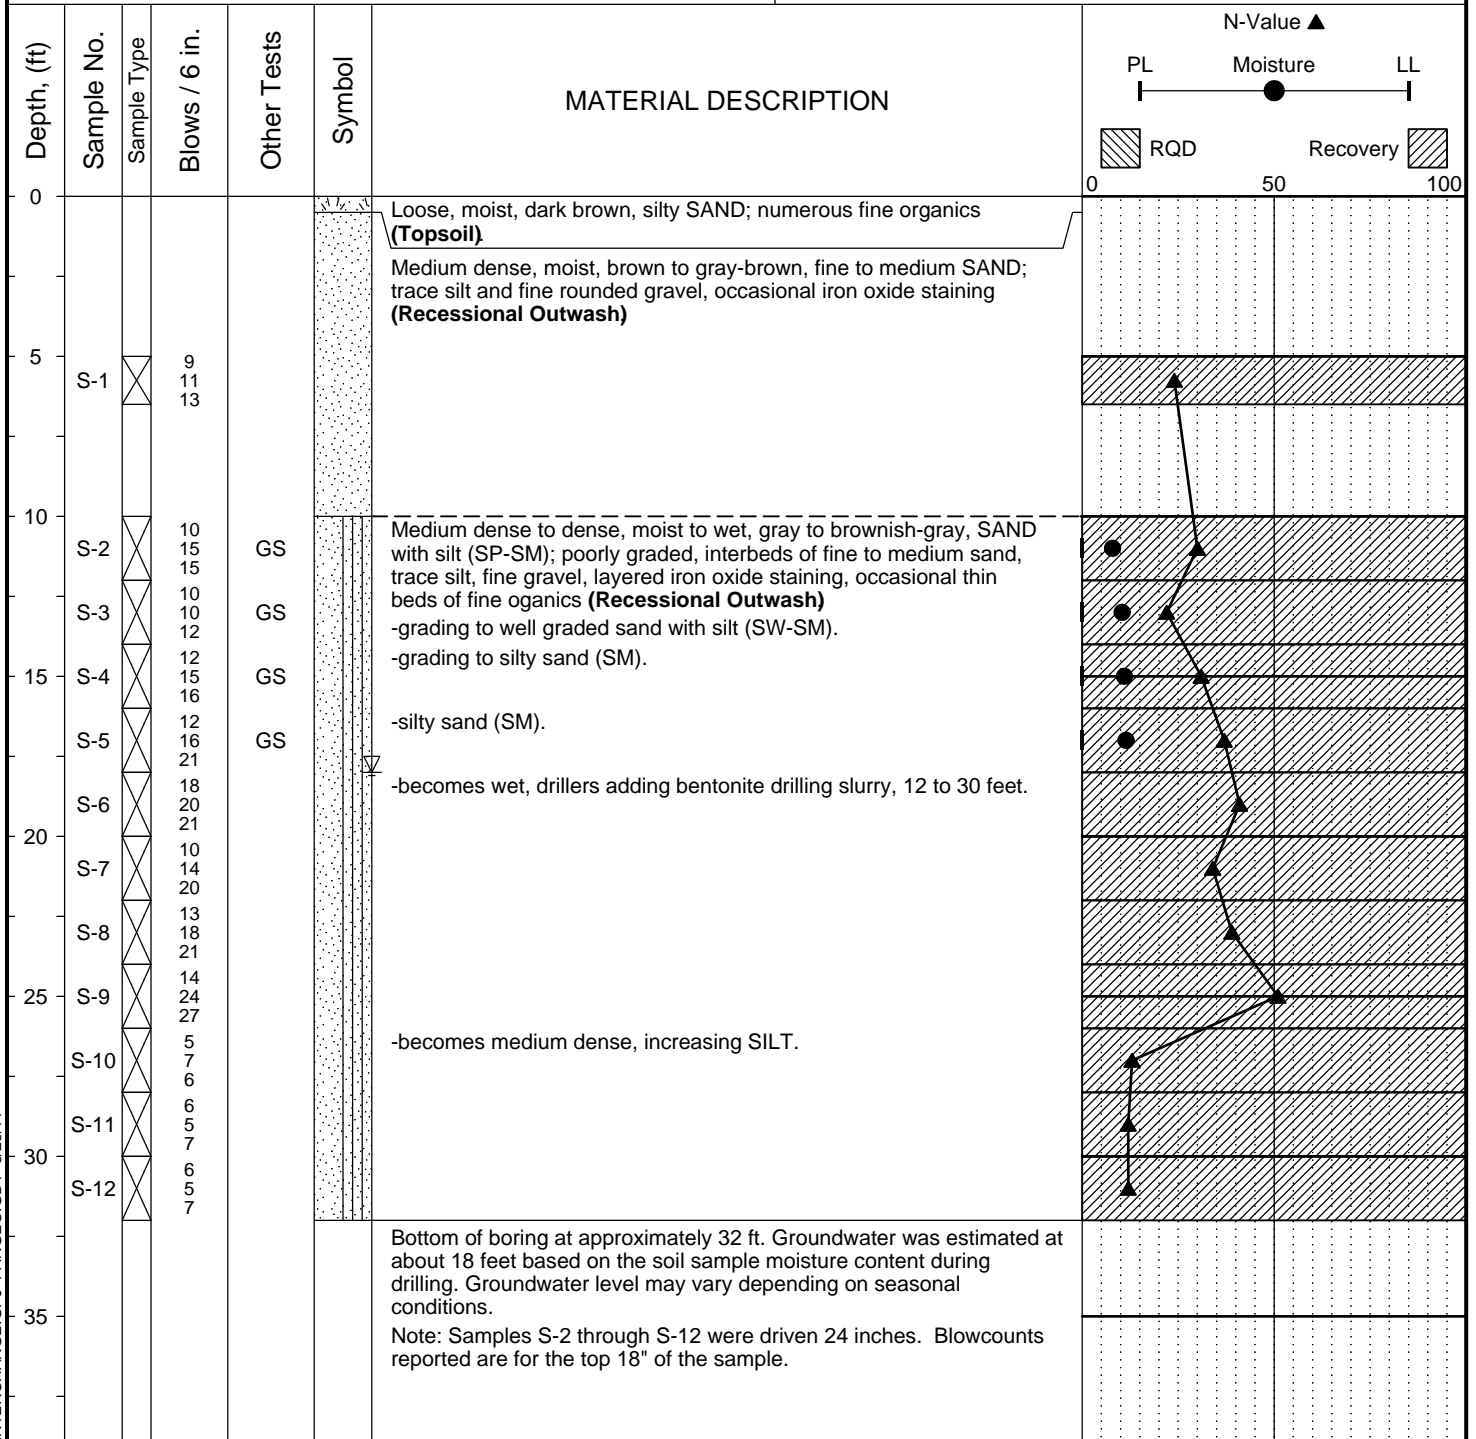 Depth, (ft)
Sample No.
Sample Type
Blows / 6 in.
Other Tests
Symbol
MATERIAL DESCRIPTION
N-Value
PL Moisture LL
RQD Recovery
0 50 100
0
Loose, moist, dark brown, silty SAND; numerous fine organics
(Topsoil).
Medium dense, moist, brown to gray-brown, fine to medium SAND;
trace silt and fine rounded gravel, occasional iron oxide staining
(Recessional Outwash)
5
S-1
9
11
13
10
S-2
10
15
15
GS
Medium dense to dense, moist to wet, gray to brownish-gray, SAND
with silt (SP-SM); poorly graded, interbeds of fine to medium sand,
trace silt, fine gravel, layered iron oxide staining, occasional thin
beds of fine oganics (Recessional Outwash)
S-3
10
10
12
GS
-grading to well graded sand with silt (SW-SM).
-grading to silty sand (SM).
15
S-4
12
15
16
GS
S-5
12
16
21
GS
-silty sand (SM).
S-6
18
20
21
-becomes wet, drillers adding bentonite drilling slurry, 12 to 30 feet.
20
S-7
10
14
20
S-8
13
18
21
25
S-9
14
24
27
S-10
5
7
6
-becomes medium dense, increasing SILT.
S-11
6
5
7
30
S-12
6
5
7
Bottom of boring at approximately 32 ft. Groundwater was estimated at
about 18 feet based on the soil sample moisture content during
drilling. Groundwater level may vary depending on seasonal
conditions.
35
Note: Samples S-2 through S-12 were driven 24 inches. Blowcounts
reported are for the top 18" of the sample.